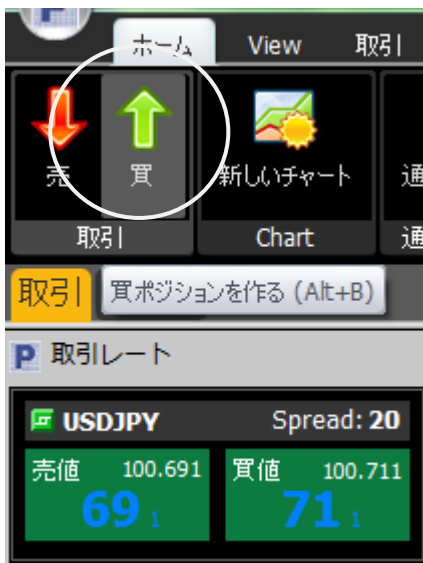 P
ホーム View 取引
売 買 新しいチャート 通
取引 Chart 通
取引 買ポジションを作る (Alt+B)
P 取引レート
USDJPY Spread: 20
売値 100.691 買値 100.711
69 1 71 1